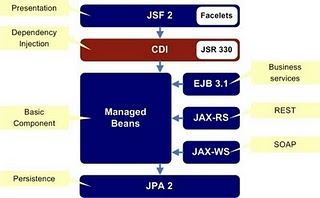 Presentation
JSF 2
Facelets
Dependency
Injection
CDI
JSR 330
Business
services
EJB 3.1
Managed
Beans
Basic
Component
JAX-RS
REST
JAX-WS
SOAP
Persistence
JPA 2